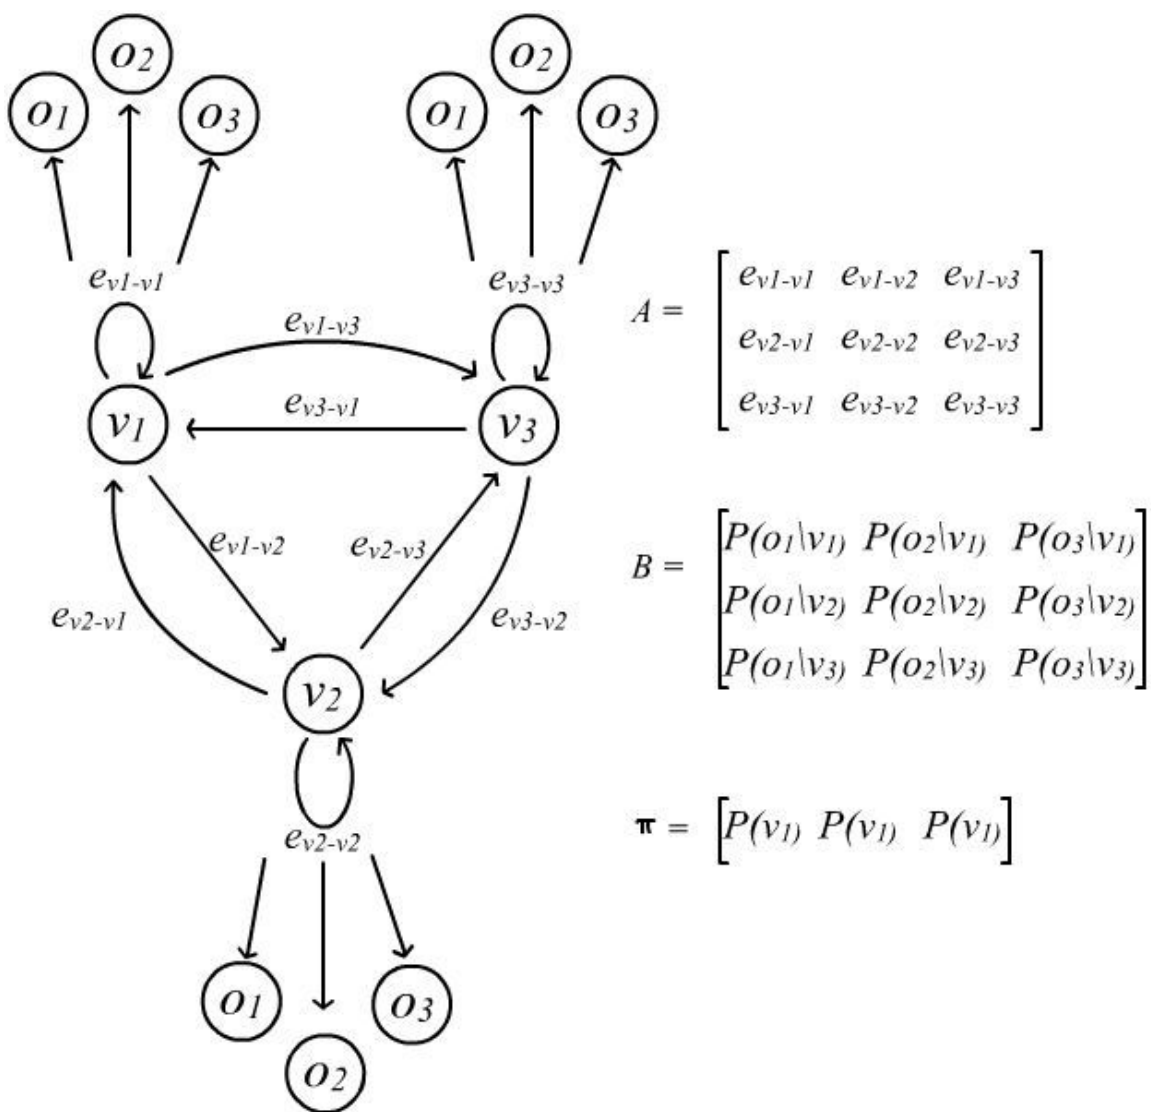 o2 o2
o1 o3 o1 o3
ev1-v1 ev3-v3
ev1-v3
ev3-v1
v1 v3
ev1-v2 ev2-v3
ev2-v1 ev3-v2
v2
ev2-v2
o1 o3
o2
A = [ ev1-v1 ev1-v2 ev1-v3
ev2-v1 ev2-v2 ev2-v3
ev3-v1 ev3-v2 ev3-v3 ]
B = [ P(o1\v1) P(o2\v1) P(o3\v1)
P(o1\v2) P(o2\v2) P(o3\v2)
P(o1\v3) P(o2\v3) P(o3\v3) ]
π = [ P(v1) P(v1) P(v1) ]